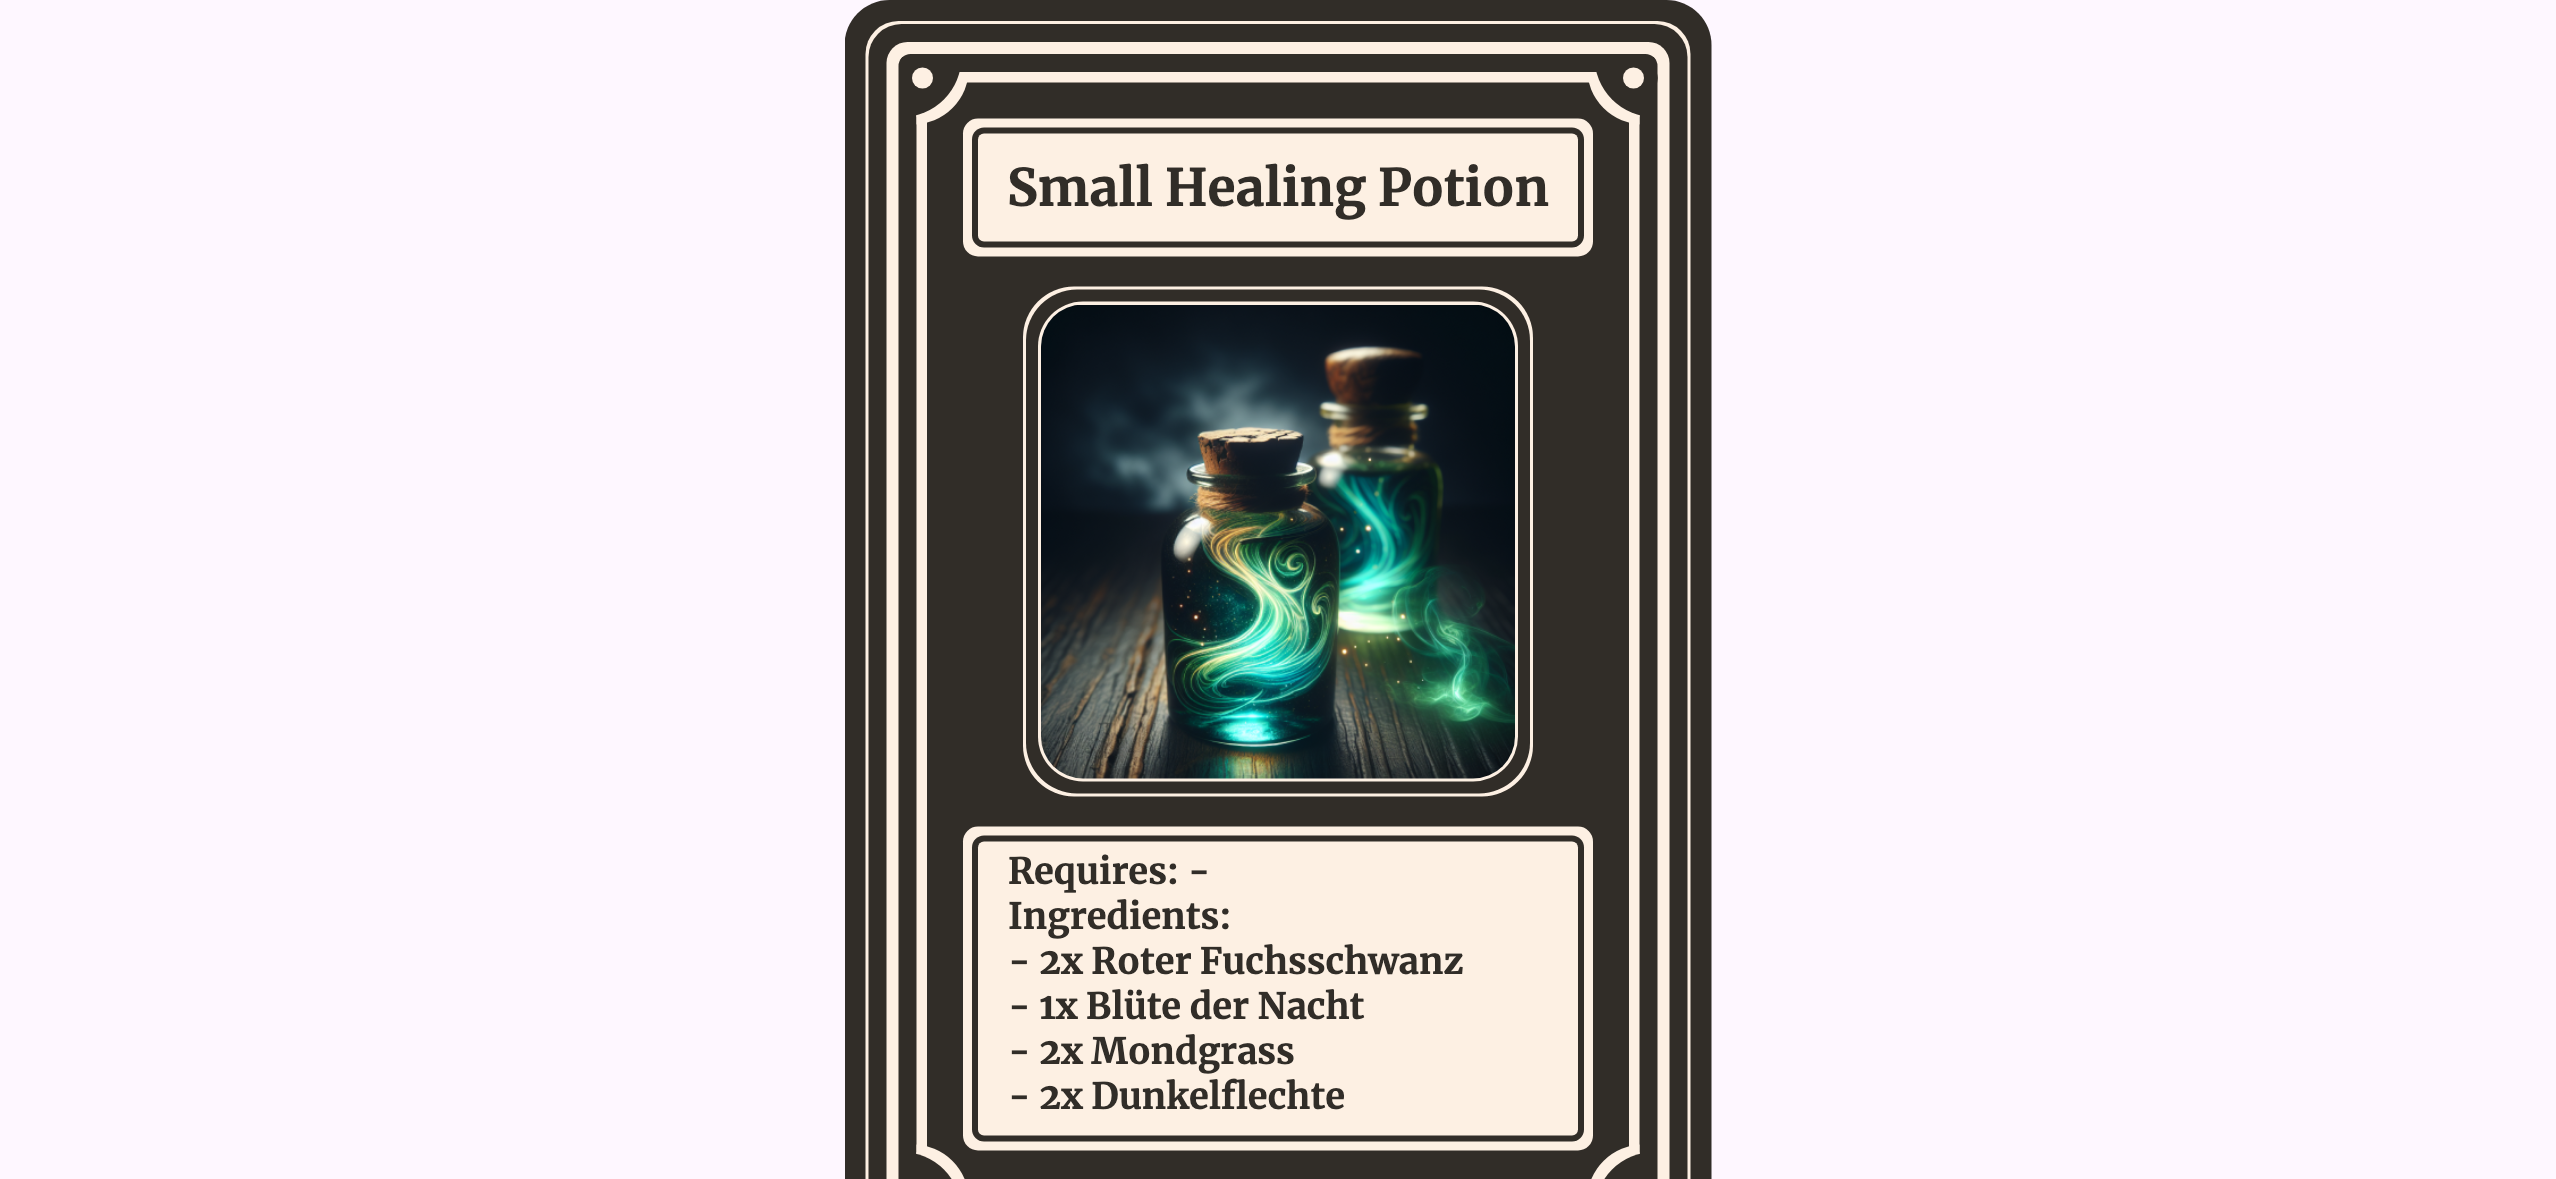 Small Healing Potion
Requires: -
Ingredients:
- 2x Roter Fuchsschwanz
- 1x Blüte der Nacht
- 2x Mondgrass
- 2x Dunkelflechte